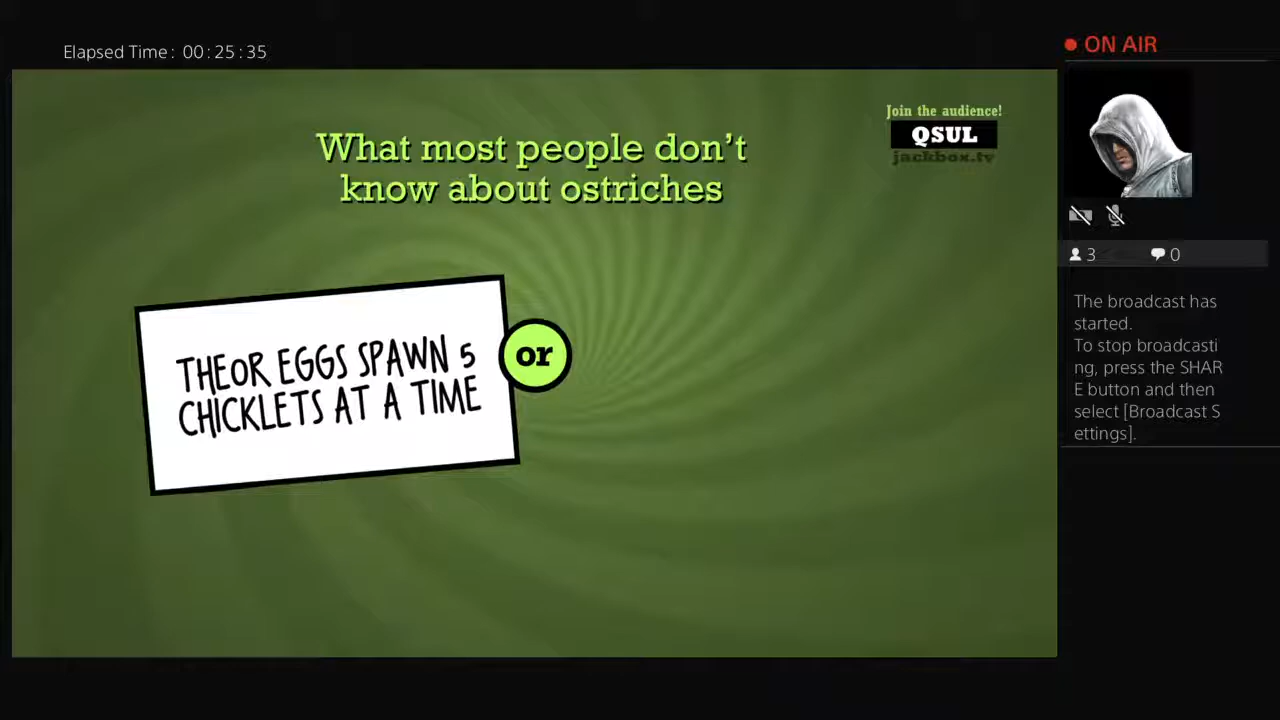 Elapsed Time: 00:25:35
ON AIR
Join the audience!
QSUL
jackbox.tv
What most people don't
know about ostriches
THEOR EGGS SPAWN 5
CHICKLETS AT A TIME
or
3
0
The broadcast has
started.
To stop broadcasti
ng, press the SHAR
E button and then
select [Broadcast S
ettings].